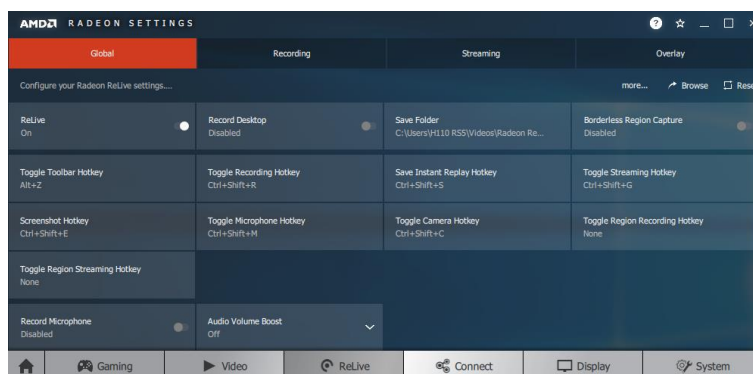 AMD RADEON SETTINGS
Global Recording Streaming Overlay
Configure your Radeon ReLive settings.... more... Browse Rese
ReLive Record Desktop Save Folder Borderless Region Capture
On Disabled C:\Users\H110 RS5\Videos\Radeon Re... Disabled
Toggle Toolbar Hotkey Toggle Recording Hotkey Save Instant Replay Hotkey Toggle Streaming Hotkey
Alt+Z Ctrl+Shift+R Ctrl+Shift+S Ctrl+Shift+G
Screenshot Hotkey Toggle Microphone Hotkey Toggle Camera Hotkey Toggle Region Recording Hotkey
Ctrl+Shift+E Ctrl+Shift+M Ctrl+Shift+C None
Toggle Region Streaming Hotkey
None
Record Microphone Audio Volume Boost
Disabled Off
Gaming Video ReLive Connect Display System